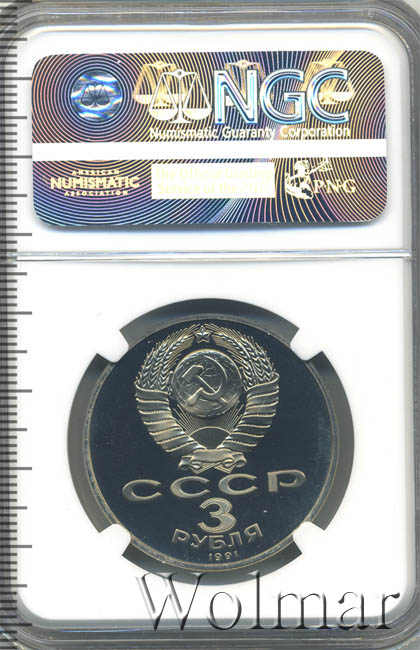 NGC
Numismatic Guaranty Corporation
AMERICAN
NUMISMATIC
ASSOCIATION
PNG
СССР
3
РУБЛЯ
1991
Wolmar